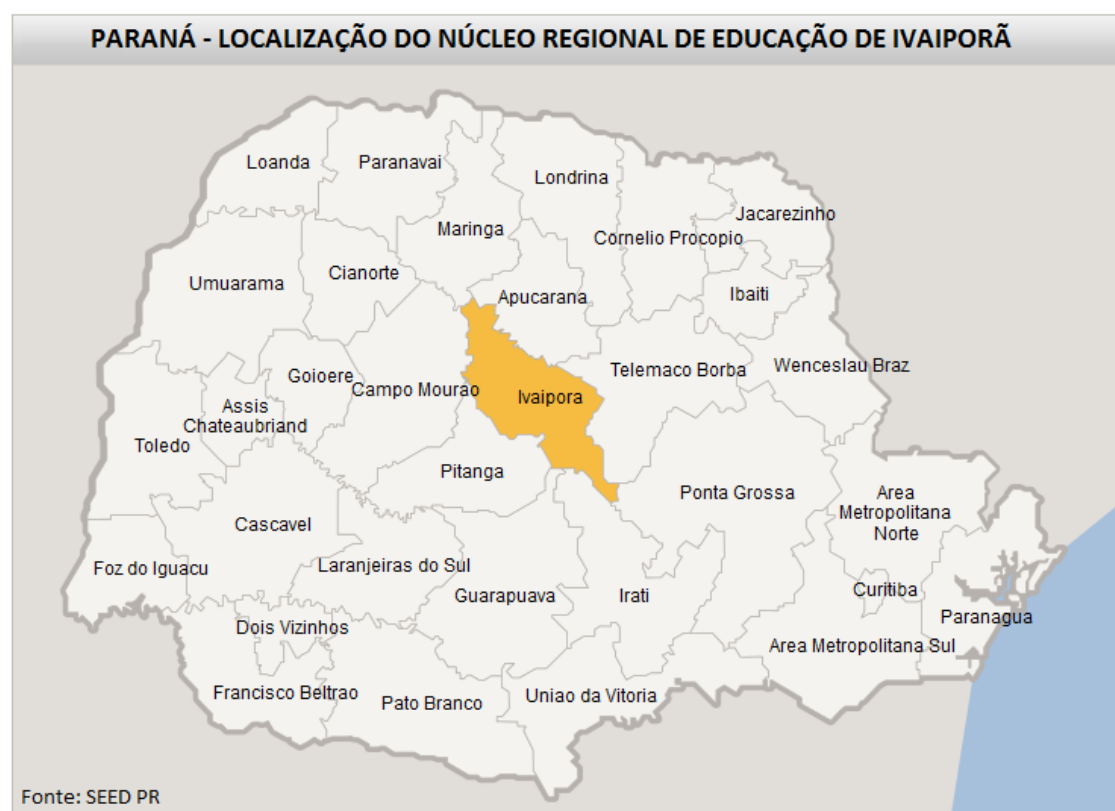 PARANÁ - LOCALIZAÇÃO DO NÚCLEO REGIONAL DE EDUCAÇÃO DE IVAIPORÃ
Loanda
Paranavai
Londrina
Jacarezinho
Maringa
Cornelio Procopio
Cianorte
Umuarama
Ibaiti
Apucarana
Wenceslau Braz
Telemaco Borba
Goioere
Campo Mourao
Ivaipora
Assis
Chateaubriand
Toledo
Pitanga
Ponta Grossa
Area
Metropolitana
Norte
Cascavel
Laranjeiras do Sul
Foz do Iguacu
Guarapuava
Irati
Curitiba
Paranagua
Dois Vizinhos
Area Metropolitana Sul
Francisco Beltrao
Pato Branco
Uniao da Vitoria
Fonte: SEED PR